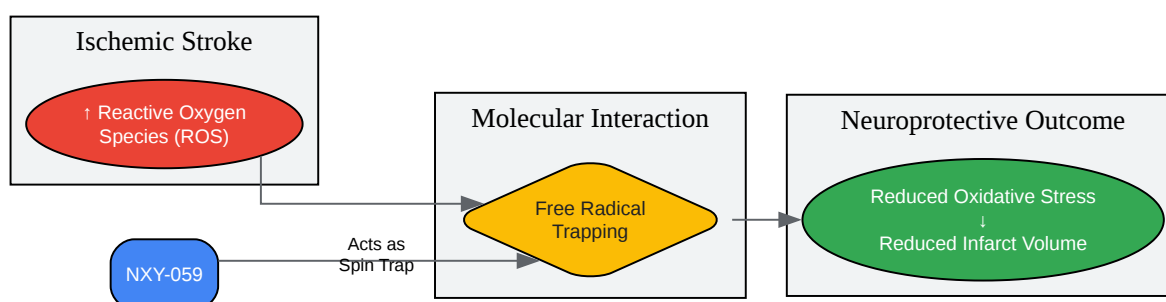 Ischemic Stroke
↑ Reactive Oxygen
Species (ROS)
Molecular Interaction
Free Radical
Trapping
Neuroprotective Outcome
Reduced Oxidative Stress
↓
Reduced Infarct Volume
Acts as
Spin Trap
NXY-059